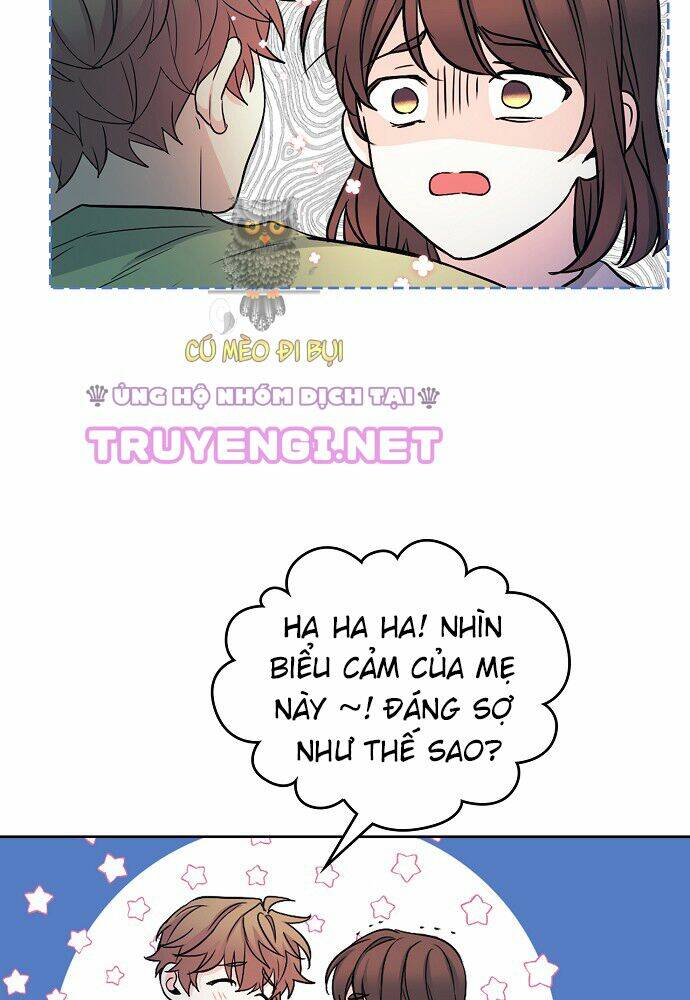 CÚ MÈO ĐI BỤI
ỦNG HỘ NHÓM DỊCH TẠI
TRUYENGI.NET
HA HA HA! NHÌN
BIỂU CẢM CỦA MẸ
NÀY ~! ĐÁNG SỢ
NHƯ THẾ SAO?